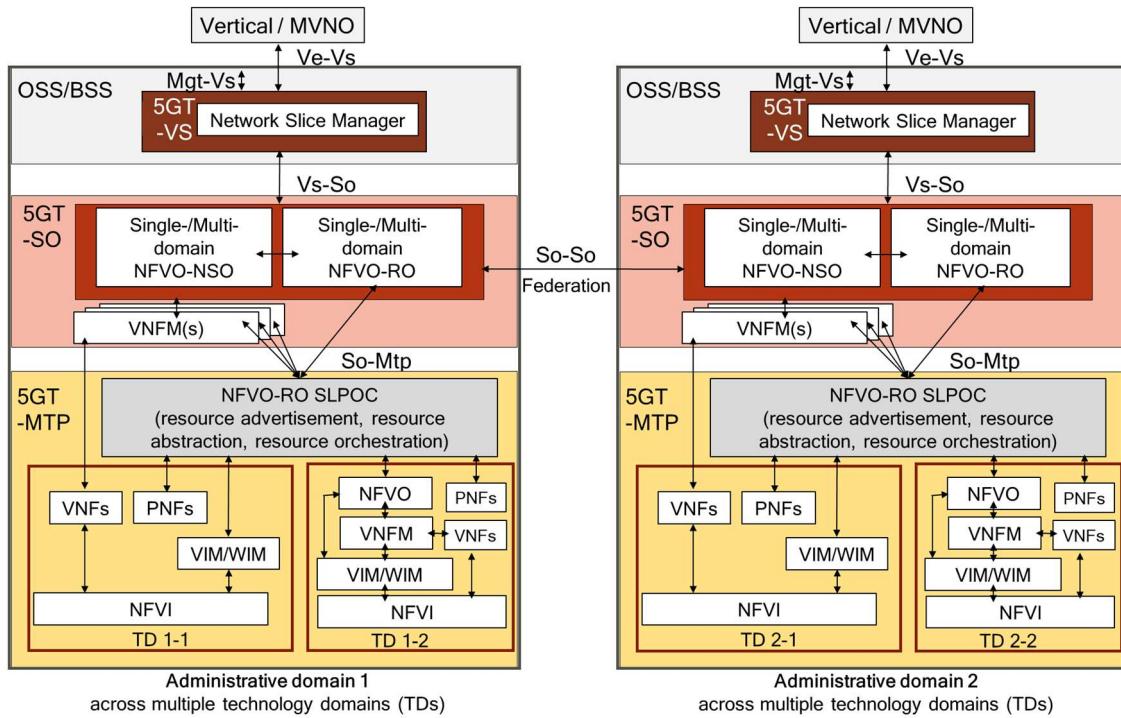 Vertical / MVNO
Ve-Vs
OSS/BSS
Mgt-Vs
5GT
-VS
Network Slice Manager
Vs-So
5GT
-SO
Single-/Multi-
domain
NFVO-NSO
Single-/Multi-
domain
NFVO-RO
VNFM(s)
So-Mtp
5GT
-MTP
NFVO-RO SLPOC
(resource advertisement, resource
abstraction, resource orchestration)
VNFs
PNFs
VIM/WIM
NFVI
TD 1-1
NFVO
PNFs
VNFM
VNFs
VIM/WIM
NFVI
TD 1-2
Administrative domain 1
across multiple technology domains (TDs)
So-So
Federation
Vertical / MVNO
Ve-Vs
OSS/BSS
Mgt-Vs
5GT
-VS
Network Slice Manager
Vs-So
5GT
-SO
Single-/Multi-
domain
NFVO-NSO
Single-/Multi-
domain
NFVO-RO
VNFM(s)
So-Mtp
5GT
-MTP
NFVO-RO SLPOC
(resource advertisement, resource
abstraction, resource orchestration)
VNFs
PNFs
VIM/WIM
NFVI
TD 2-1
NFVO
PNFs
VNFM
VNFs
VIM/WIM
NFVI
TD 2-2
Administrative domain 2
across multiple technology domains (TDs)